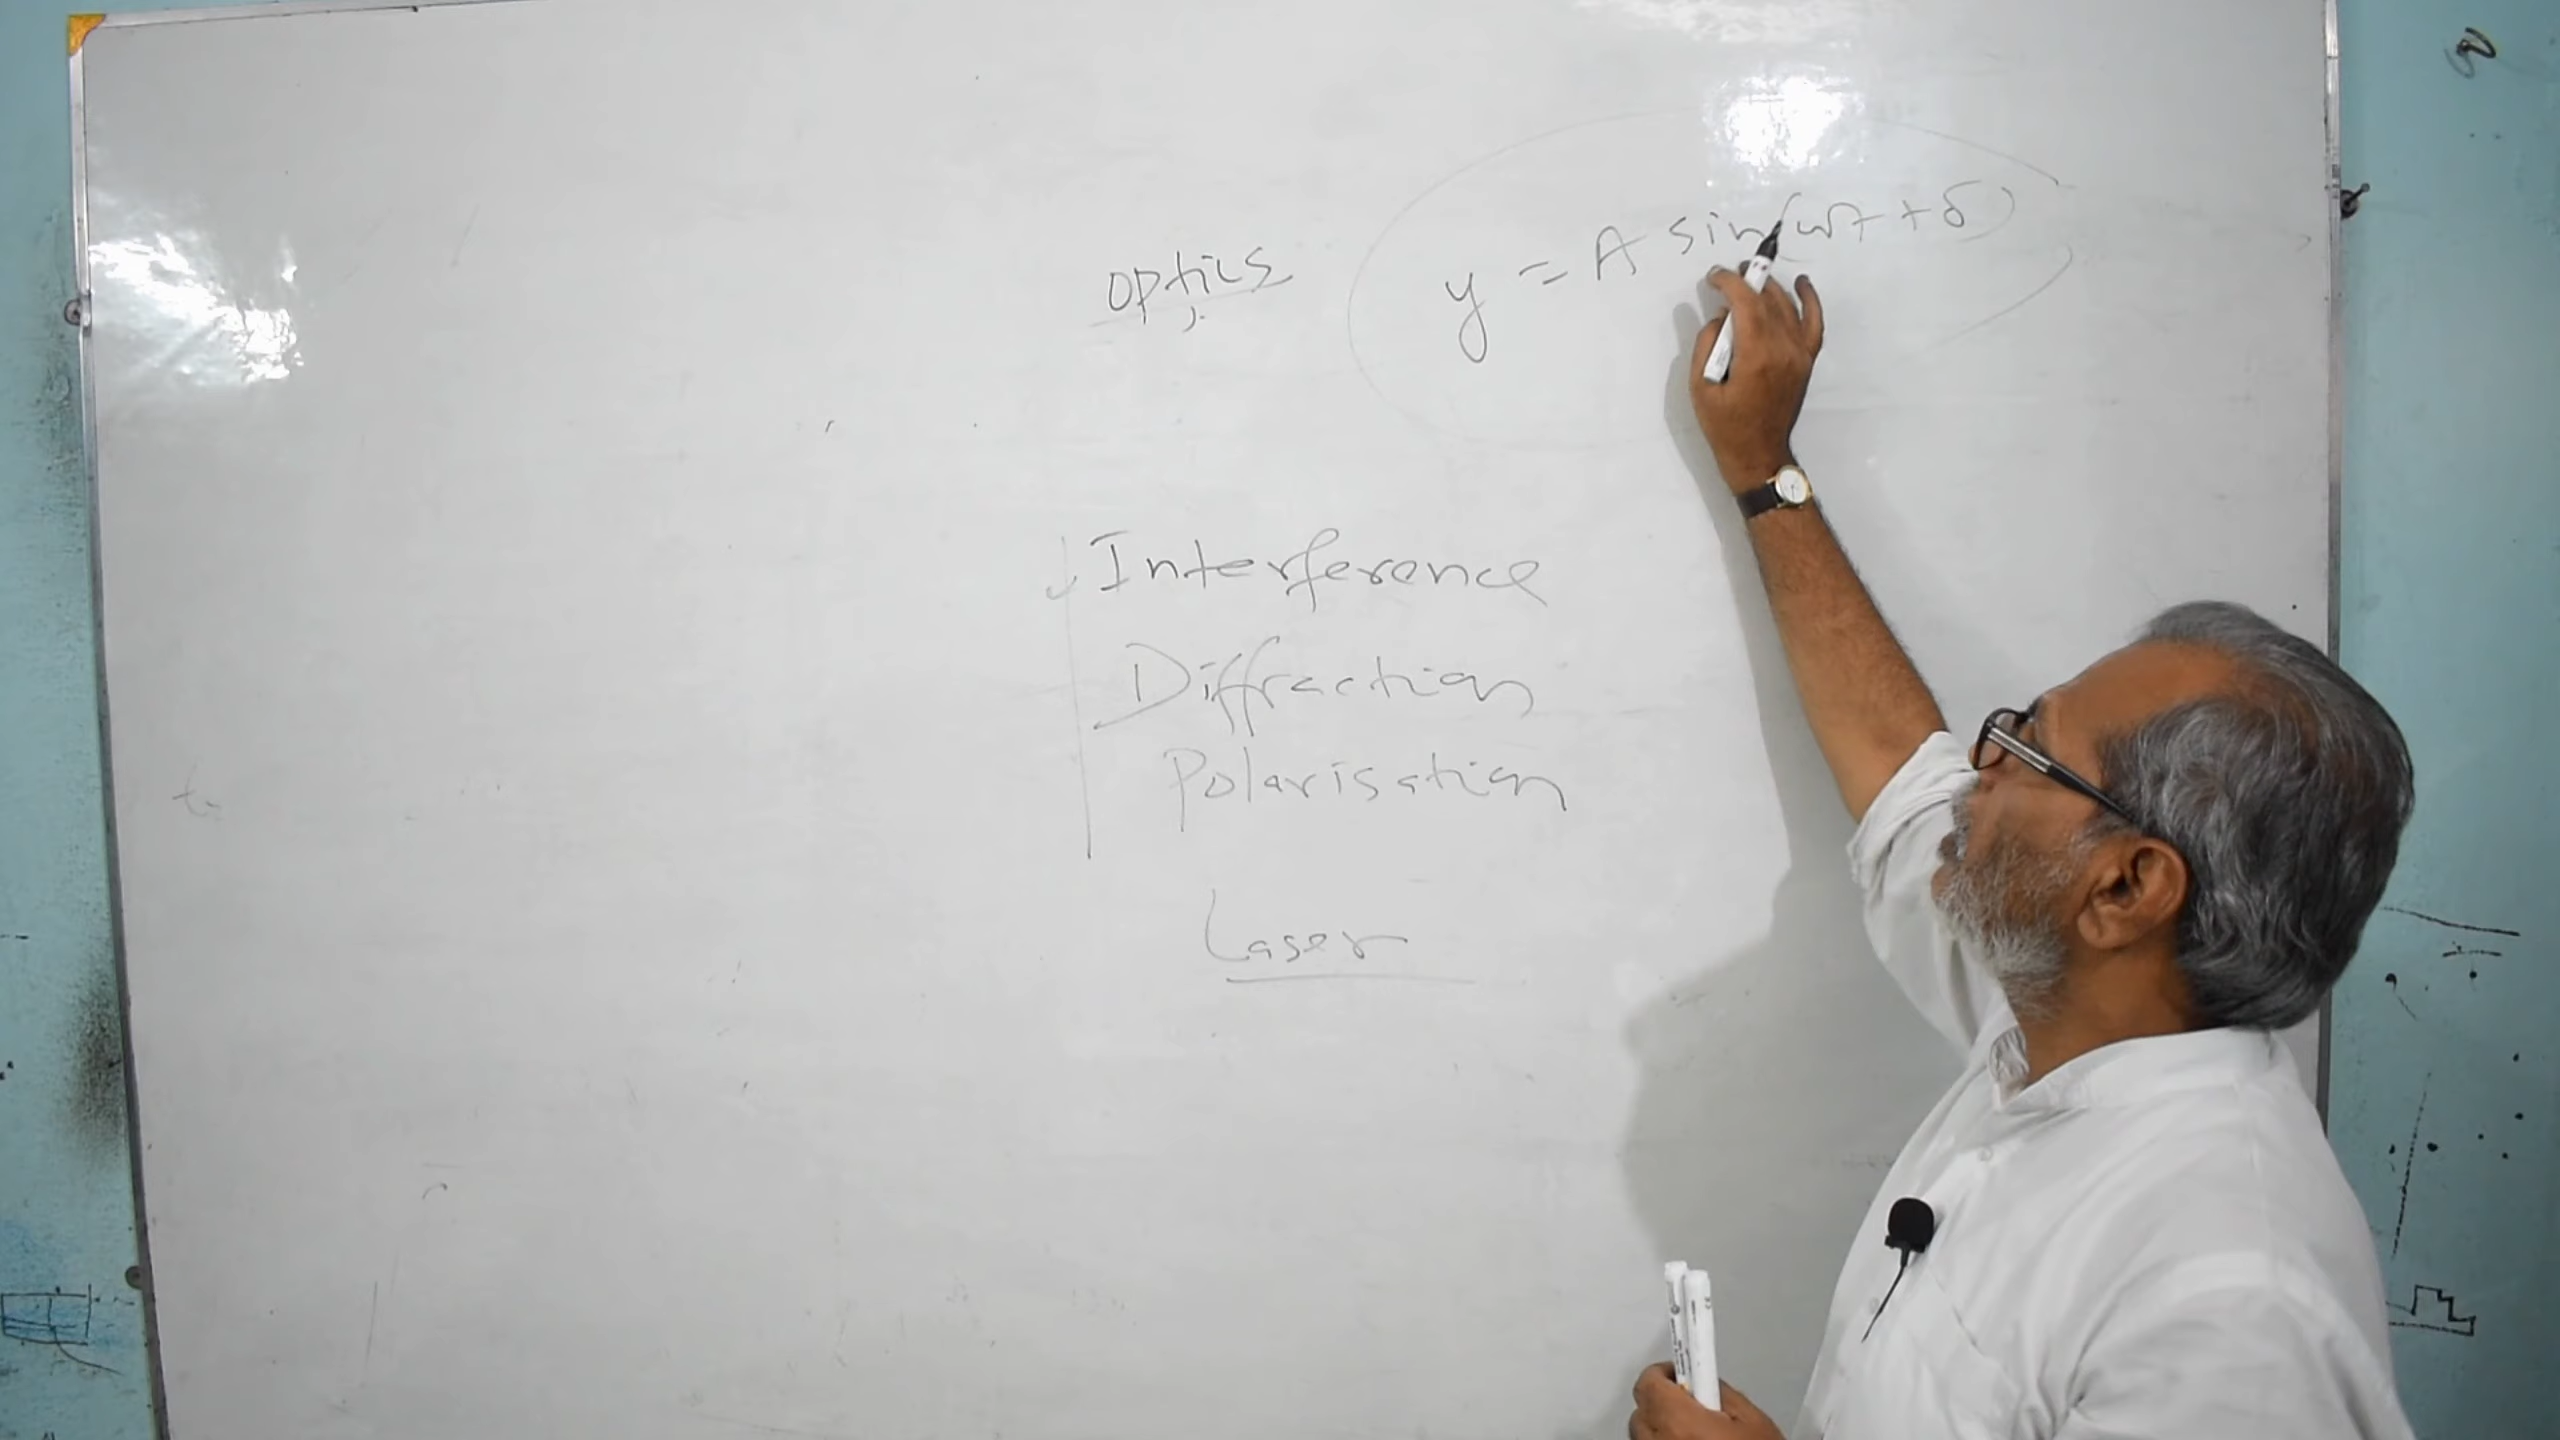 optics
y = A sin(ωt + δ)
Interference
Diffraction
Polarisation
Laser